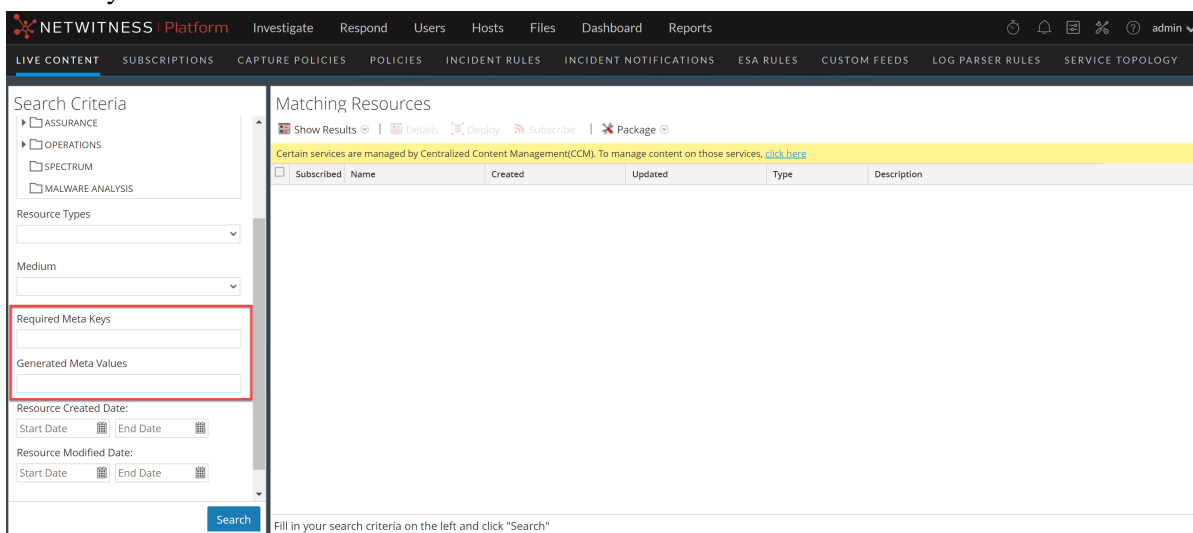 NETWITNESS | Platform Investigate Respond Users Hosts Files Dashboard Reports admin
LIVE CONTENT SUBSCRIPTIONS CAPTURE POLICIES POLICIES INCIDENT RULES INCIDENT NOTIFICATIONS ESA RULES CUSTOM FEEDS LOG PARSER RULES SERVICE TOPOLOGY
Search Criteria
ASSURANCE
OPERATIONS
SPECTRUM
MALWARE ANALYSIS
Resource Types
Medium
Required Meta Keys
Generated Meta Values
Resource Created Date:
Start Date End Date
Resource Modified Date:
Start Date End Date
Search
Matching Resources
Show Results | Details Deploy Subscribe | Package
Certain services are managed by Centralized Content Management(CCM). To manage content on those services, click here
Subscribed Name Created Updated Type Description
Fill in your search criteria on the left and click "Search"